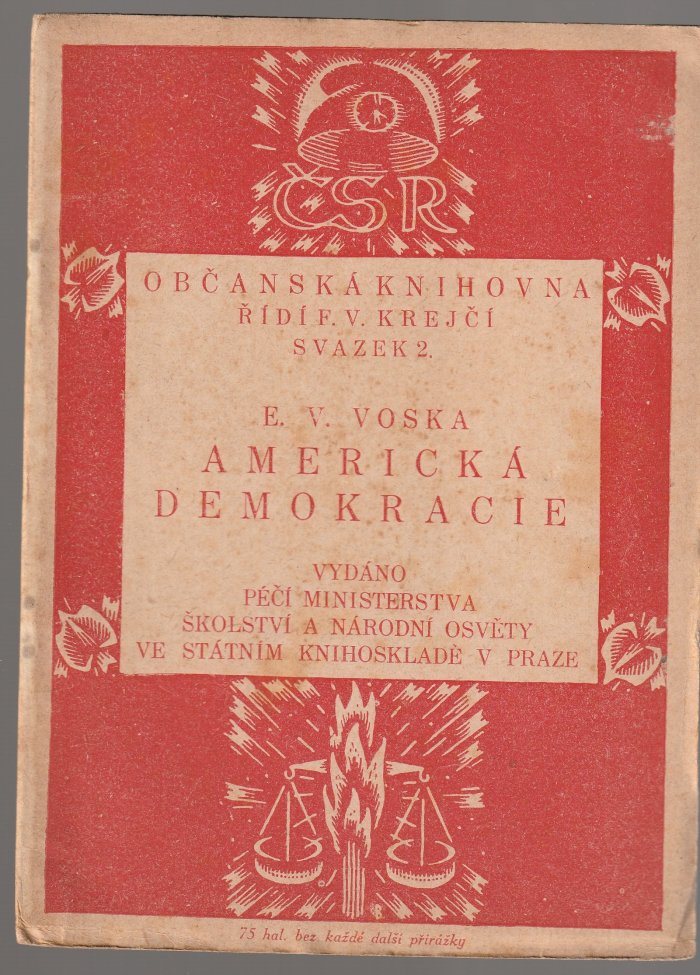 ČSR
OBČANSKÁ KNIHOVNA
ŘÍDÍ F. V. KREJČÍ
SVAZEK 2.
E. V. VOSKA
AMERICKÁ
DEMOKRACIE
VYDÁNO
PÉČÍ MINISTERSTVA
ŠKOLSTVÍ A NÁRODNÍ OSVĚTY
VE STÁTNÍM KNIHOSKLADĚ V PRAZE
75 hal. bez každé další přirážky